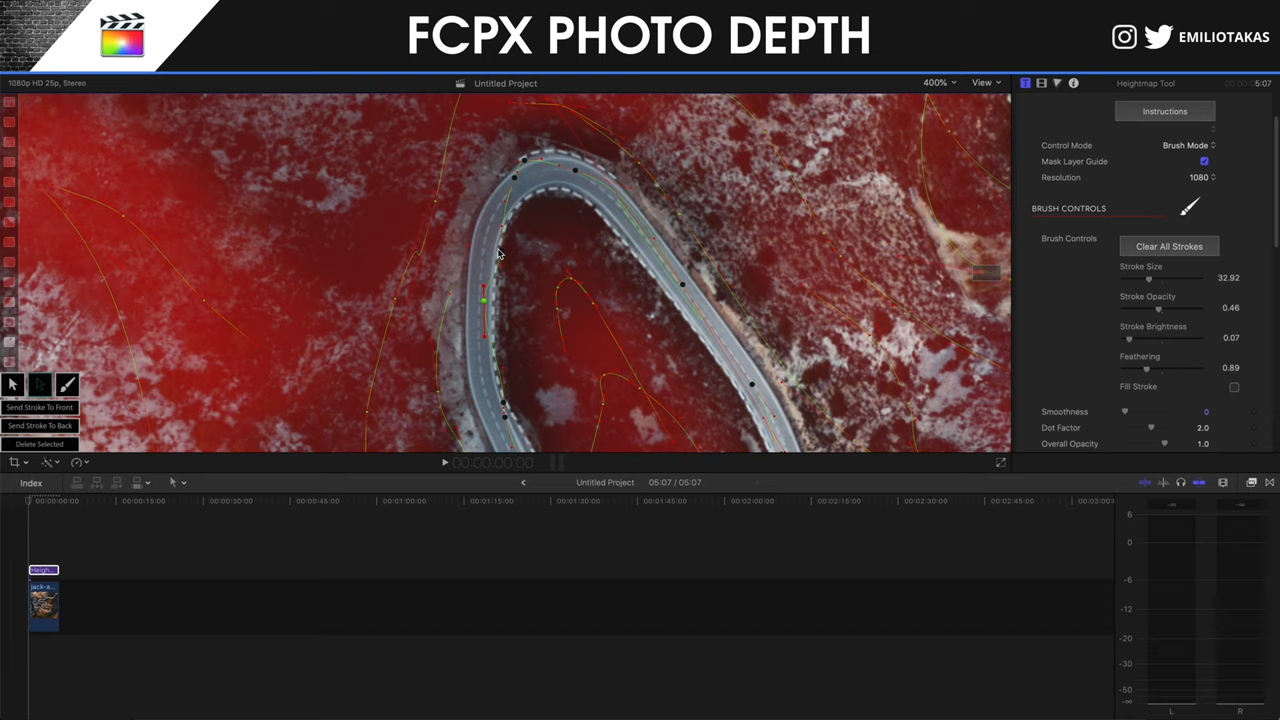 FCPX PHOTO DEPTH
EMILIOTAKAS
1080p HD 25p, Stereo
Untitled Project
400%
View
Heightmap Tool
5:07
Instructions
Control Mode
Brush Mode
Mask Layer Guide
Resolution
1080
BRUSH CONTROLS
Brush Controls
Clear All Strokes
Stroke Size
32.92
Stroke Opacity
0.46
Stroke Brightness
0.07
Feathering
0.89
Fill Stroke
Smoothness
0
Dot Factor
2.0
Overall Opacity
1.0
Send Stroke To Front
Send Stroke To Back
Delete Selected
00:00:00:00
Index
Untitled Project
05:07 / 05:07
00:00:00:00
00:00:15:00
00:00:30:00
00:00:45:00
00:01:00:00
00:01:15:00
00:01:30:00
00:01:45:00
00:02:00:00
00:02:15:00
00:02:30:00
00:02:45:00
Heigh...
jack-a...
6
0
-6
-12
-20
-30
-50
-∞
L
R